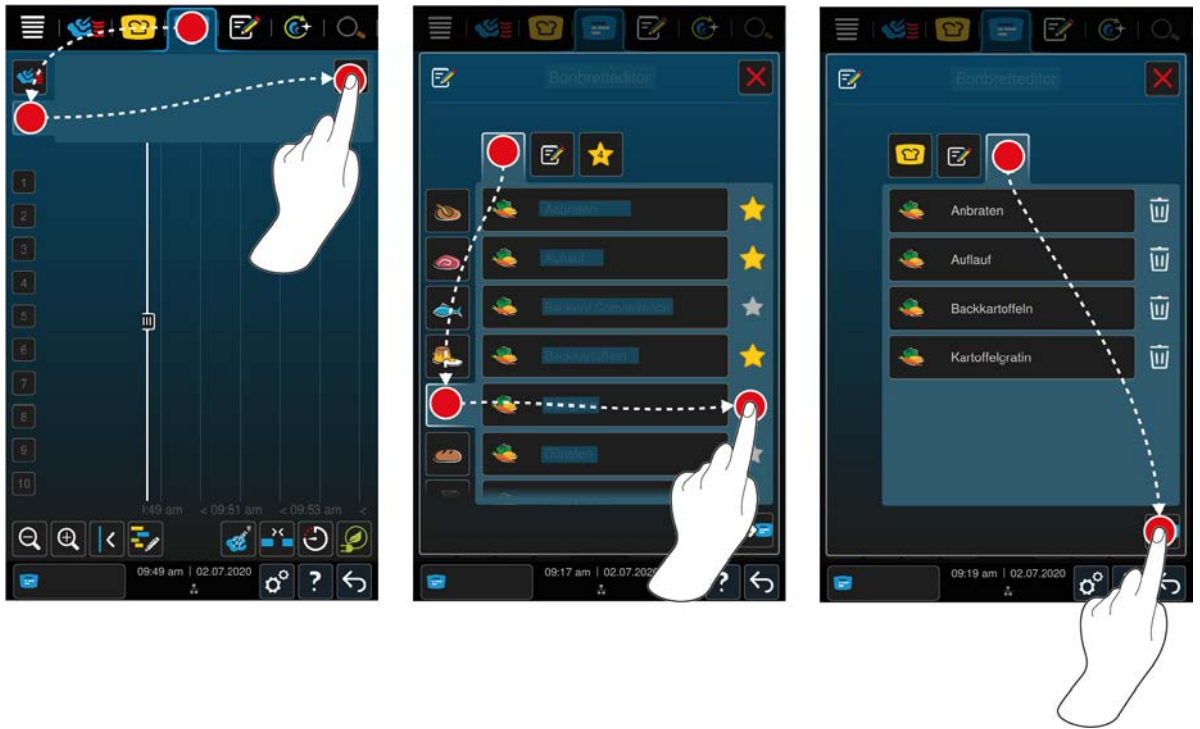 1
2
3
4
5
6
7
8
9
10
:49 am < 09:51 am < 09:53 am <
09:49 am | 02.07.2020
?
Bonbretteditor
4
Anbraten
Auflauf
Backen/ Convenience
Backkartoffeln
Dünsten
09:17 am | 02.07.2020
?
Bonbretteditor
Anbraten
Auflauf
Backkartoffeln
Kartoffelgratin
09:19 am | 02.07.2020